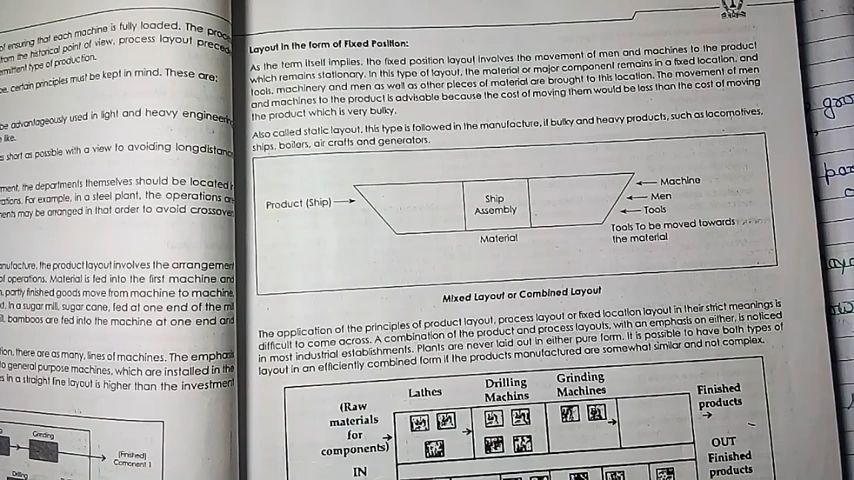 of ensuring that each machine is fully loaded. The
from the historical point of view, process layout
type of production.
certain principles must be kept in mind. These are:
be advantageously used in light and heavy
like.
short as possible with a view to avoiding
the departments themselves should be located
For example, in a steel plant, the operations
may be arranged in that order to avoid
the product layout involves the arrangement
of operations. Material is fed into the first machine and
partly finished goods move from machine to machine
In a sugar mill, sugar cane, fed at one end of the
bamboos are fed into the machine at one end and
there are as many, lines of machines. The
general purpose machines, which are installed in the
in a straight line layout is higher than the investment
Grinding
(Finished)
Comonent 1
Drilling
Layout in the form of Fixed Position:
As the term itself implies, the fixed position layout involves the movement of men and machines to the product
which remains stationary. In this type of layout, the material or major component remains in a fixed location, and
tools, machinery and men as well as other pieces of material are brought to this location. The movement of men
and machines to the product is advisable because the cost of moving them would be less than the cost of moving
the product which is very bulky.
Also called static layout, this type is followed in the manufacture, if bulky and heavy products, such as locomotives,
ships, boilers, air crafts and generators.
Product (Ship)
Ship
Assembly
Material
Machine
Men
Tools
Tools To be moved towards
the material
Mixed Layout or Combined Layout
The application of the principles of product layout, process layout or fixed location layout in their strict meanings is
difficult to come across. A combination of the product and process layouts, with an emphasis on either, is noticed
in most industrial establishments. Plants are never laid out in either pure form. It is possible to have both types of
layout in an efficiently combined form if the products manufactured are somewhat similar and not complex.
Lathes
Drilling
Machins
Grinding
Machines
(Raw
materials
for
components)
IN
Finished
products
OUT
Finished
products